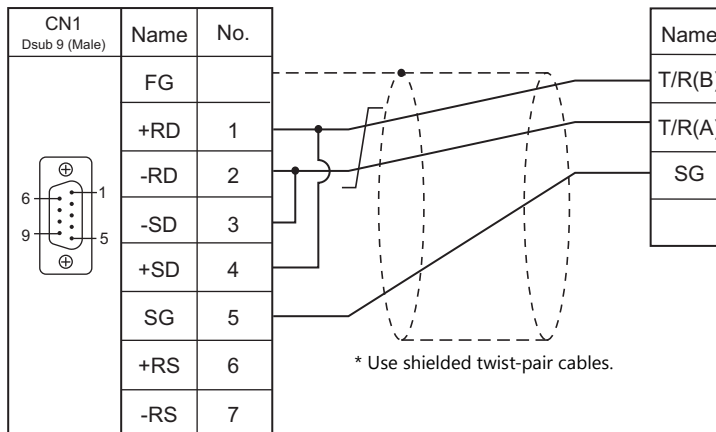 CN1
Dsub 9 (Male)
Name
No.
Name
FG
T/R(B)
+RD
1
T/R(A)
-RD
2
SG
6
1
9
5
-SD
3
+SD
4
SG
5
+RS
6
* Use shielded twist-pair cables.
-RS
7